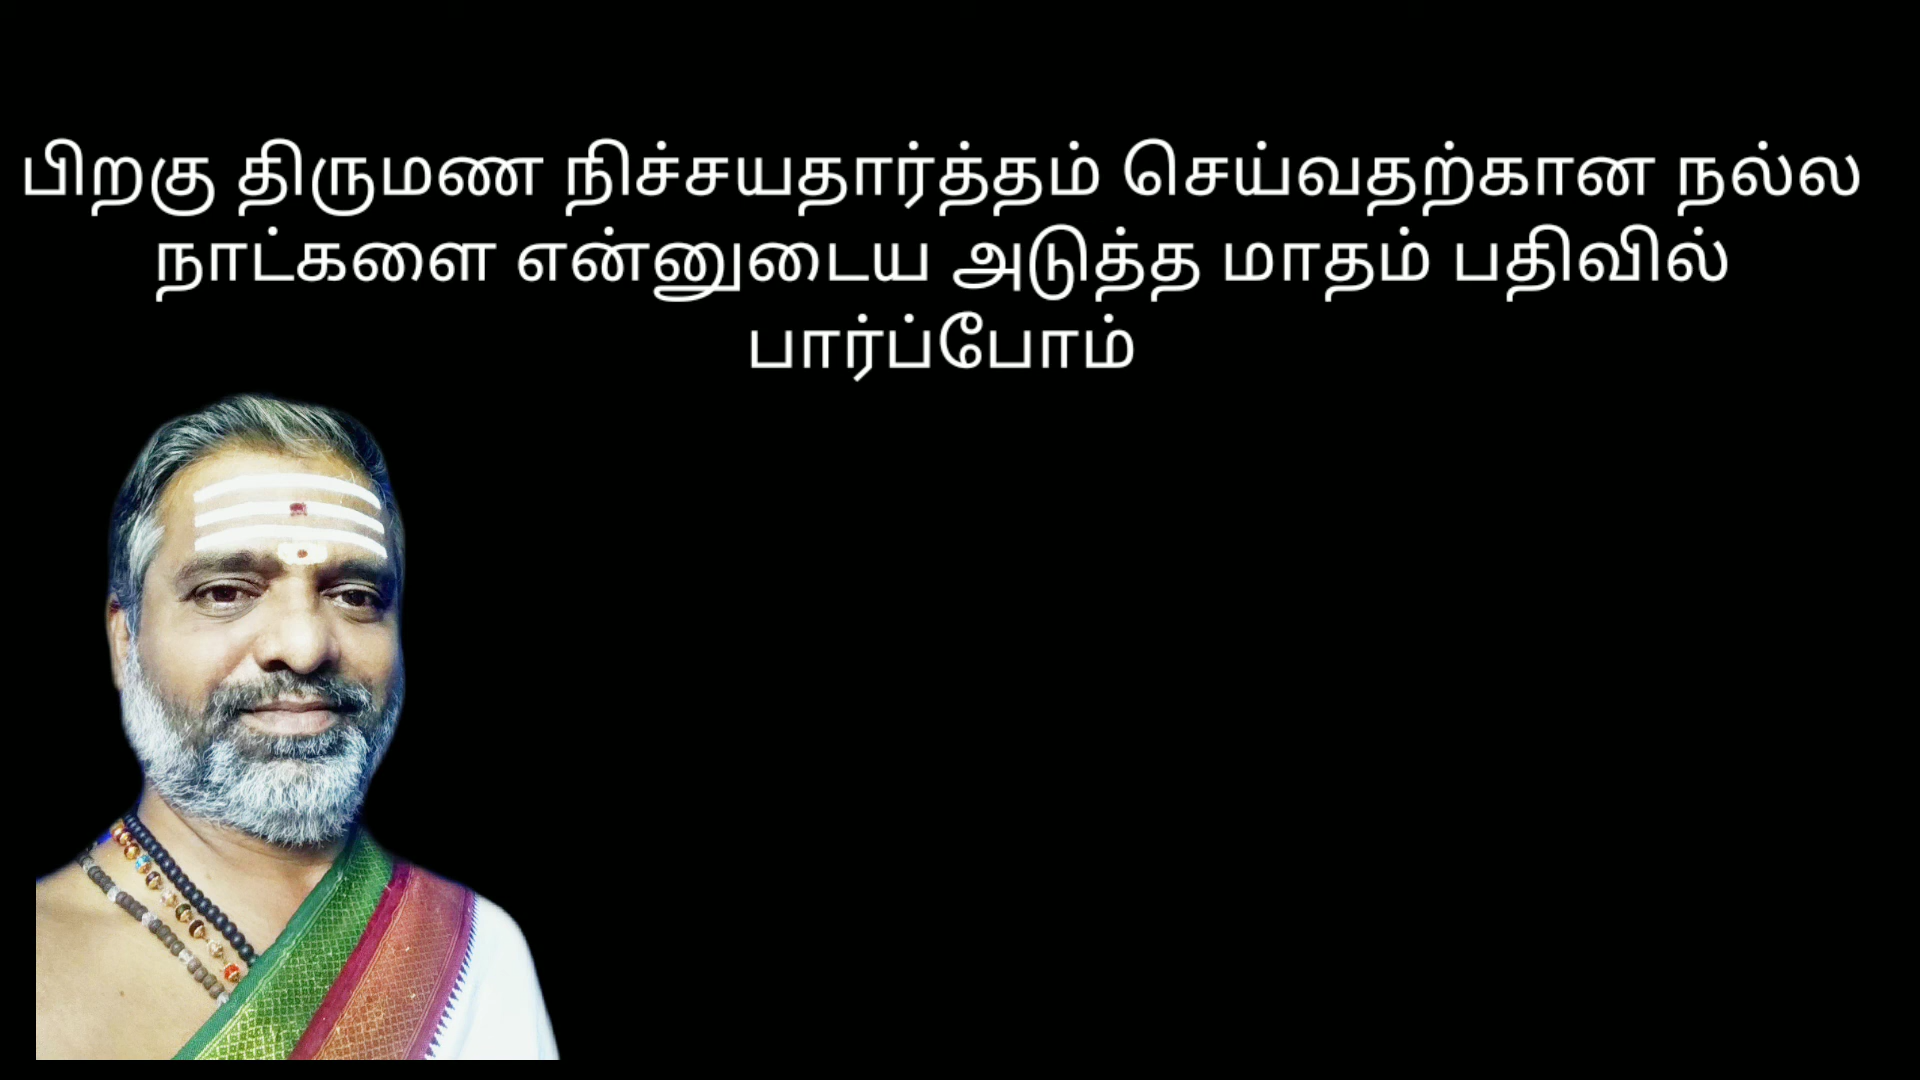 பிறகு திருமண நிச்சயதார்த்தம் செய்வதற்கான நல்ல
நாட்களை என்னுடைய அடுத்த மாதம் பதிவில்
பார்ப்போம்